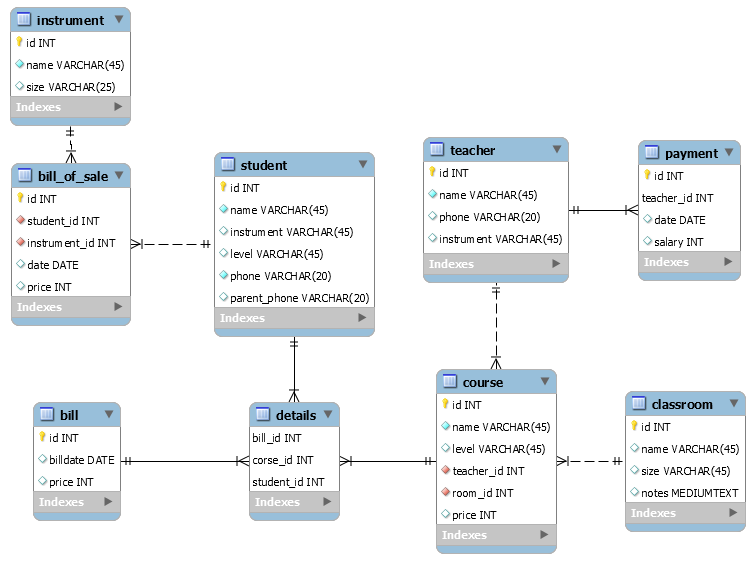 instrument
id INT
name VARCHAR(45)
size VARCHAR(25)
Indexes
bill_of_sale
id INT
student_id INT
instrument_id INT
date DATE
price INT
Indexes
student
id INT
name VARCHAR(45)
instrument VARCHAR(45)
level VARCHAR(45)
phone VARCHAR(20)
parent_phone VARCHAR(20)
Indexes
teacher
id INT
name VARCHAR(45)
phone VARCHAR(20)
instrument VARCHAR(45)
Indexes
payment
id INT
teacher_id INT
date DATE
salary INT
Indexes
bill
id INT
billdate DATE
price INT
Indexes
details
bill_id INT
corse_id INT
student_id INT
Indexes
course
id INT
name VARCHAR(45)
level VARCHAR(45)
teacher_id INT
room_id INT
price INT
Indexes
classroom
id INT
name VARCHAR(45)
size VARCHAR(45)
notes MEDIUMTEXT
Indexes